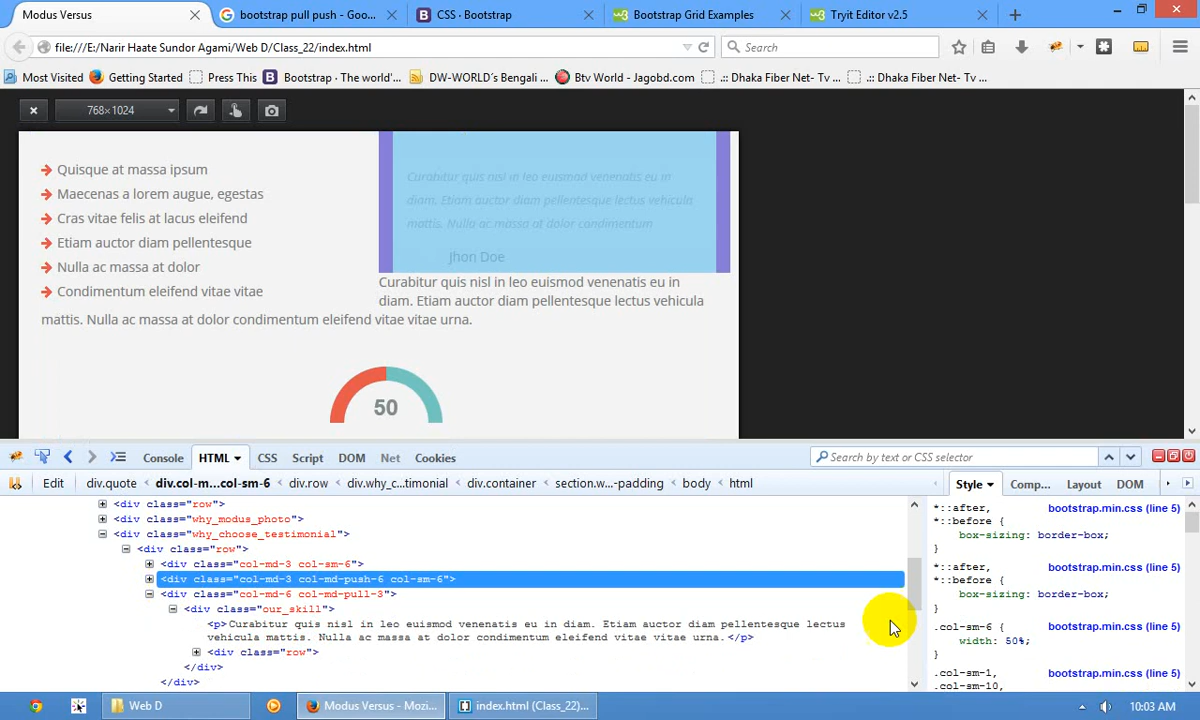 Modus Versus
bootstrap pull push - Goo...
CSS · Bootstrap
Bootstrap Grid Examples
Tryit Editor v2.5
file:///E:/Narir Haate Sundor Agami/Web D/Class_22/index.html
Search
Most Visited
Getting Started
Press This
Bootstrap · The world'...
DW-WORLD´s Bengali ...
Btv World - Jagobd.com
.:: Dhaka Fiber Net- Tv ...
.:: Dhaka Fiber Net- Tv ...
768×1024
Quisque at massa ipsum
Maecenas a lorem augue, egestas
Cras vitae felis at lacus eleifend
Etiam auctor diam pellentesque
Nulla ac massa at dolor
Condimentum eleifend vitae vitae
Curabitur quis nisl in leo euismod venenatis eu in
diam. Etiam auctor diam pellentesque lectus vehicula
mattis. Nulla ac massa at dolor condimentum
Jhon Doe
Curabitur quis nisl in leo euismod venenatis eu in
diam. Etiam auctor diam pellentesque lectus vehicula
mattis. Nulla ac massa at dolor condimentum eleifend vitae vitae urna.
50
Console
HTML
CSS
Script
DOM
Net
Cookies
Search by text or CSS selector
Edit
div.quote < div.col-m...col-sm-6 < div.row < div.why_c...timonial < div.container < section.w...-padding < body < html
Style
Comp...
Layout
DOM
<div class="row">
<div class="why_modus_photo">
<div class="why_choose_testimonial">
<div class="row">
<div class="col-md-3 col-sm-6">
<div class="col-md-3 col-md-push-6 col-sm-6">
<div class="col-md-6 col-md-pull-3">
<div class="our_skill">
<p>Curabitur quis nisl in leo euismod venenatis eu in diam. Etiam auctor diam pellentesque lectus
vehicula mattis. Nulla ac massa at dolor condimentum eleifend vitae vitae urna.</p>
<div class="row">
</div>
</div>
*::after,
bootstrap.min.css (line 5)
*::before {
box-sizing: border-box;
}
*::after,
bootstrap.min.css (line 5)
*::before {
box-sizing: border-box;
}
.col-sm-6 {
bootstrap.min.css (line 5)
width: 50%;
}
.col-sm-1,
bootstrap.min.css (line 5)
.col-sm-10,
Web D
Modus Versus - Mozi...
index.html (Class_22)...
10:03 AM